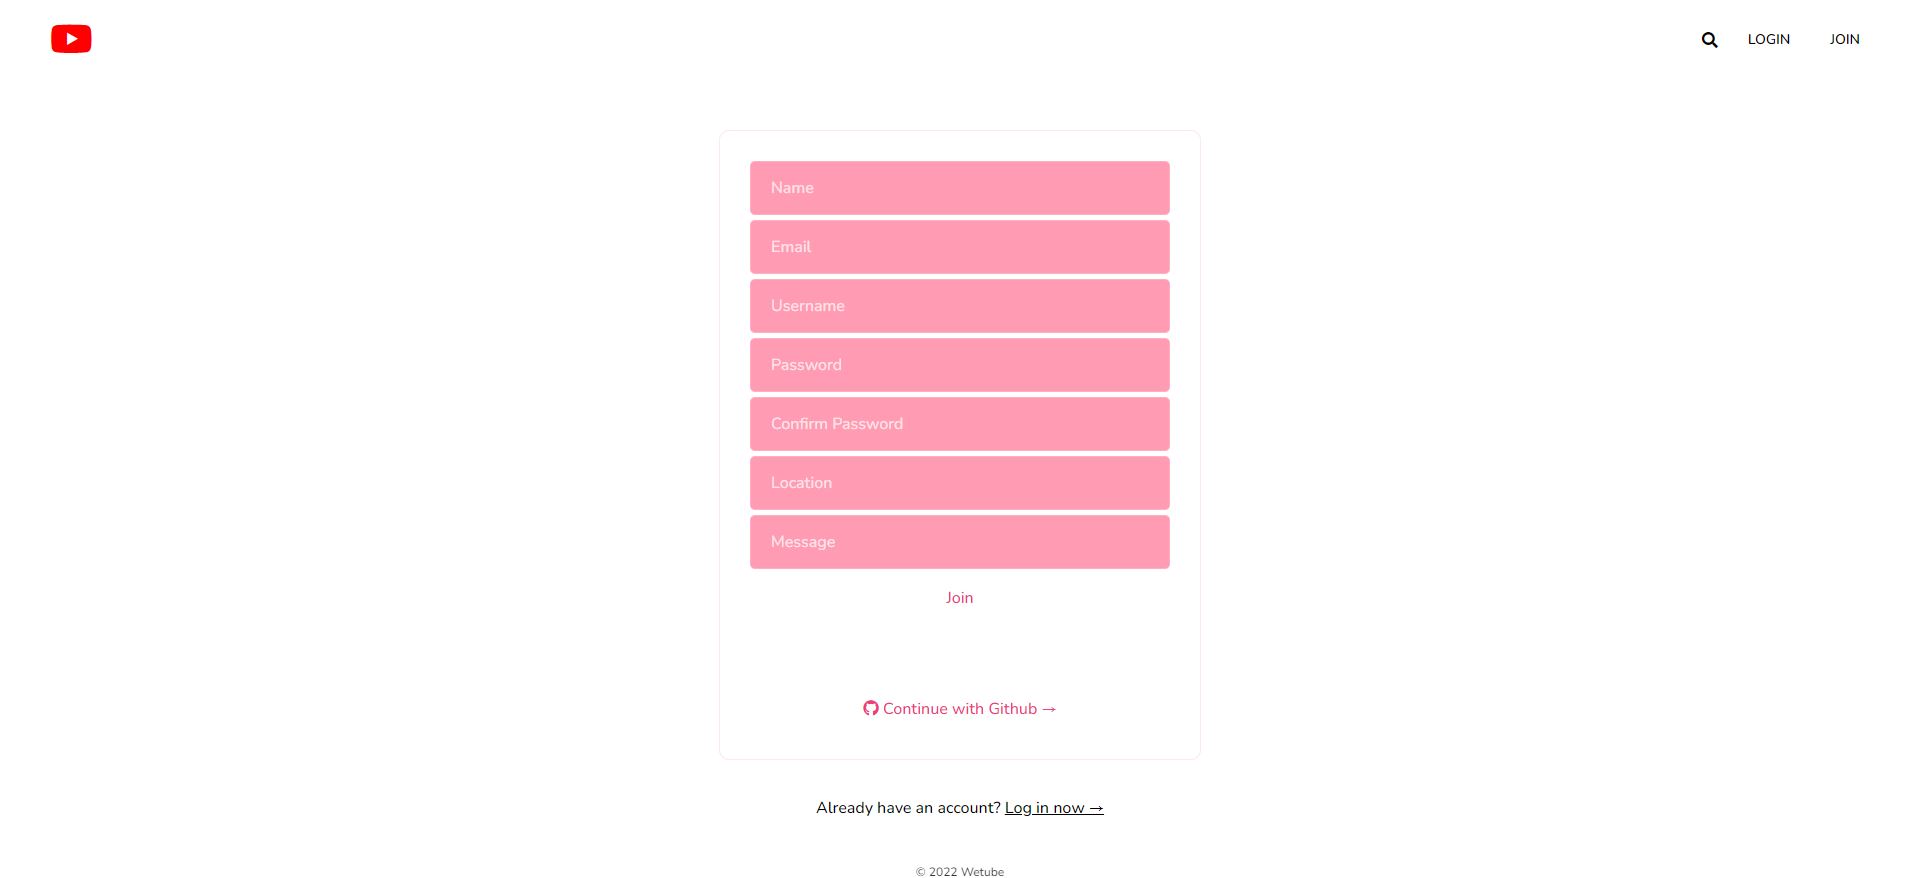 LOGIN JOIN
Name
Email
Username
Password
Confirm Password
Location
Message
Join
Continue with Github →
Already have an account? Log in now →
© 2022 Wetube